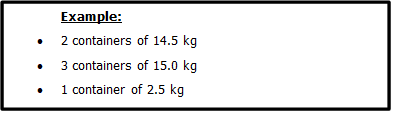 Example:
• 2 containers of 14.5 kg
• 3 containers of 15.0 kg
• 1 container of 2.5 kg